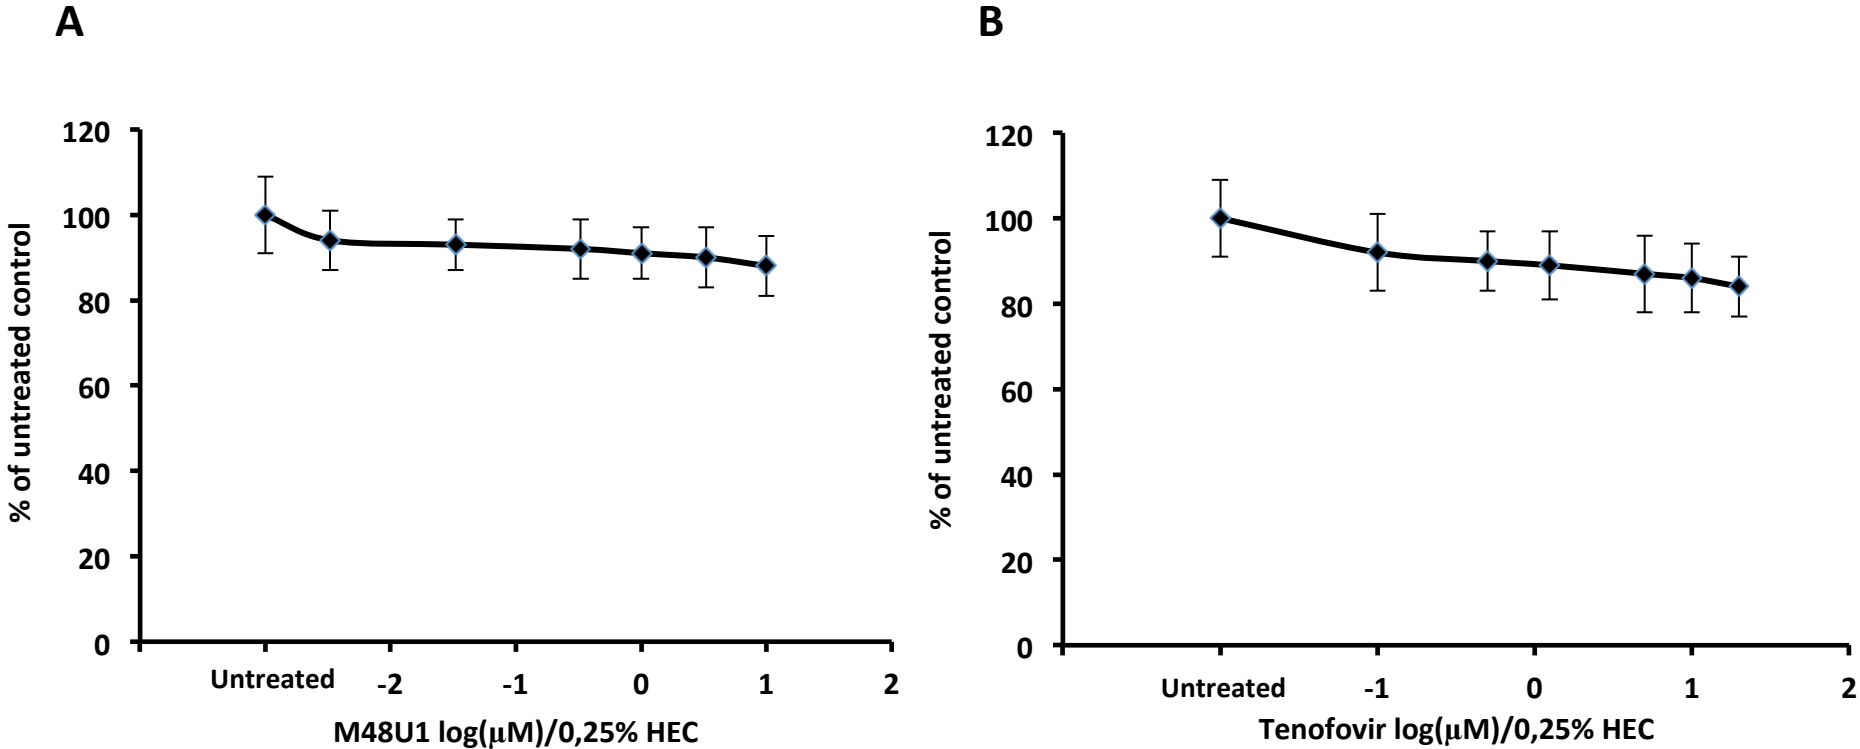 A
120
100
80
60
40
20
0
% of untreated control
Untreated -2 -1 0 1 2
M48U1 log(μM)/0,25% HEC
B
120
100
80
60
40
20
0
% of untreated control
Untreated -1 0 1 2
Tenofovir log(μM)/0,25% HEC